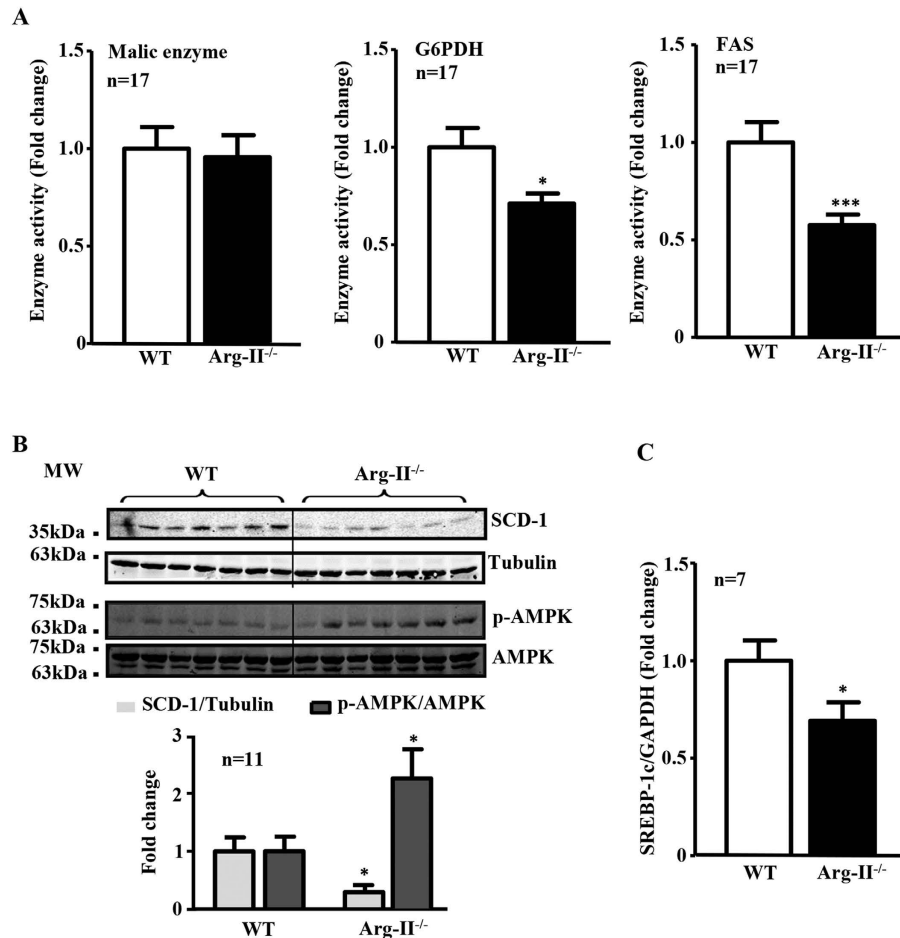 A
Enzyme activity (Fold change)
1.5
1.0
0.5
0
Malic enzyme
n=17
WT Arg-II-/-
Enzyme activity (Fold change)
1.5
1.0
0.5
0
G6PDH
n=17
*
WT Arg-II-/-
Enzyme activity (Fold change)
1.5
1.0
0.5
0
FAS
n=17
***
WT Arg-II-/-
B
MW WT Arg-II-/-
35kDa SCD-1
63kDa Tubulin
75kDa
63kDa p-AMPK
75kDa
63kDa AMPK
SCD-1/Tubulin p-AMPK/AMPK
Fold change
3
2
1
0
n=11
*
*
WT Arg-II-/-
C
SREBP-1c/GAPDH (Fold change)
1.5
1.0
0.5
0
n=7
*
WT Arg-II-/-